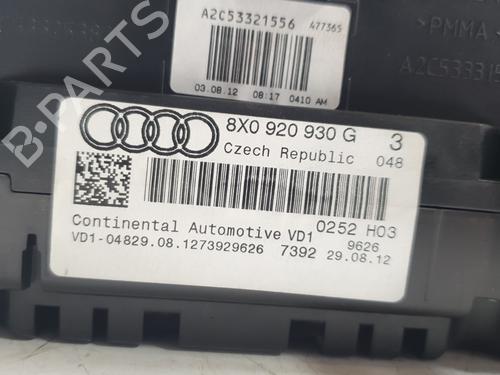 A2C53321556 477365
03.08.12 08:17 0410 AM
PMMA
8X0 920 930 G 3
Czech Republic 048
0252 H03
Continental Automotive VD1
9626
VD1-04829.08.1273929626 7392 29.08.12
B-PARTS